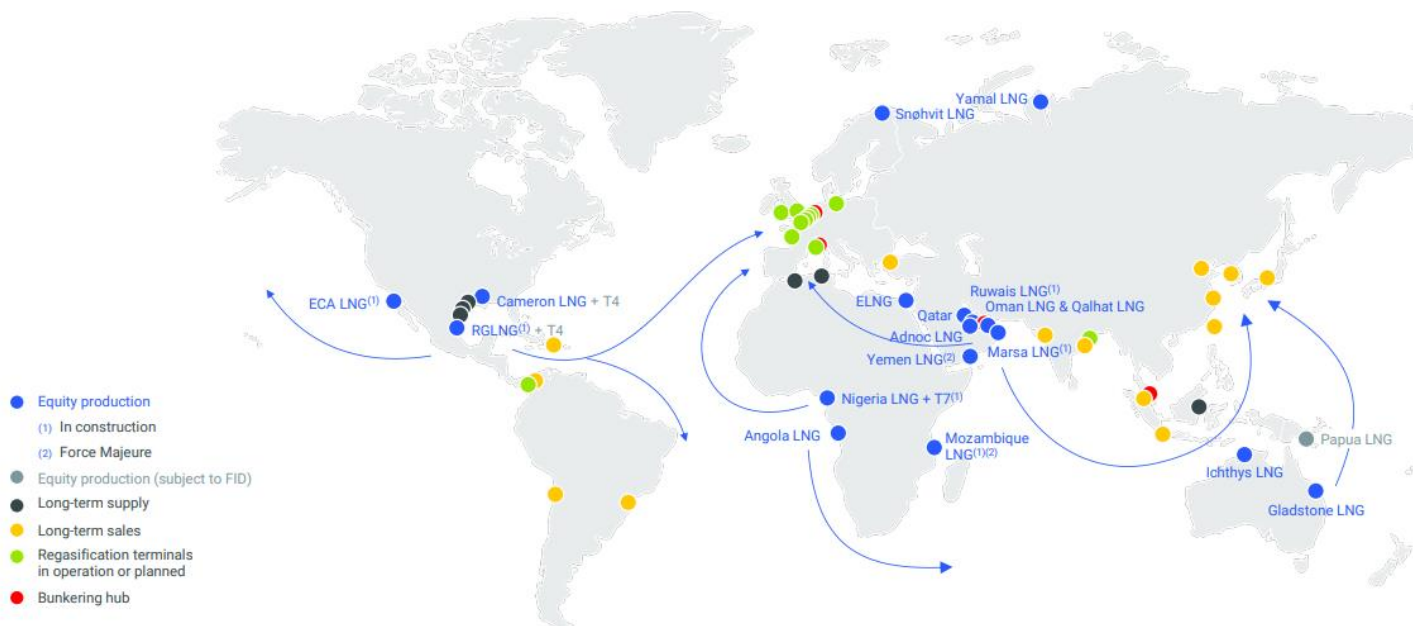 Yamal LNG
Snøhvit LNG
ECA LNG(1)
Cameron LNG + T4
RGLNG(1) + T4
ELNG
Ruwais LNG(1)
Oman LNG & Qalhat LNG
Qatar
Adnoc LNG
Yemen LNG(2)
Marsa LNG(1)
Nigeria LNG + T7(1)
Angola LNG
Mozambique
LNG(1)(2)
Papua LNG
Ichthys LNG
Gladstone LNG
Equity production
(1) In construction
(2) Force Majeure
Equity production (subject to FID)
Long-term supply
Long-term sales
Regasification terminals
in operation or planned
Bunkering hub